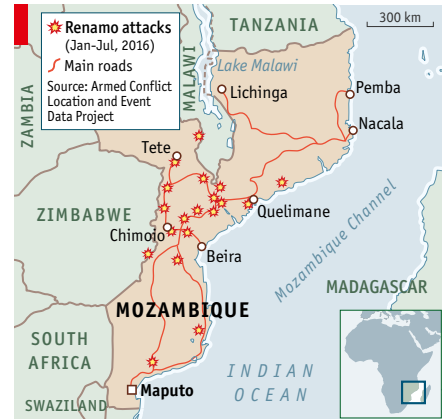 Renamo attacks
(Jan-Jul, 2016)
Main roads
Source: Armed Conflict
Location and Event
Data Project
TANZANIA
300 km
ZAMBIA
MALAWI
Lake Malawi
Lichinga
Pemba
Nacala
Tete
ZIMBABWE
Quelimane
Chimoio
Beira
Mozambique Channel
MADAGASCAR
MOZAMBIQUE
SOUTH
AFRICA
INDIAN
OCEAN
Maputo
SWAZILAND